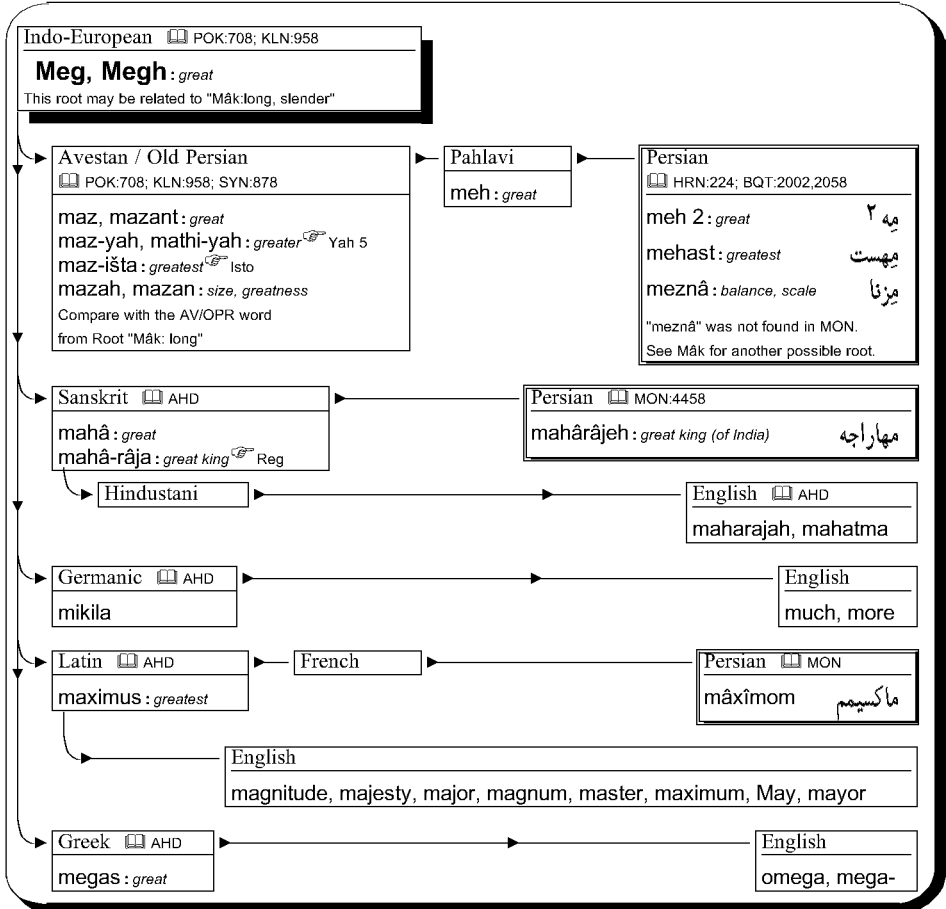 Indo-European POK:708; KLN:958
Meg, Megh : great
This root may be related to "Mâk:long, slender"
Avestan / Old Persian
POK:708; KLN:958; SYN:878
maz, mazant : great
maz-yah, mathi-yah : greater Yah 5
maz-išta : greatest Isto
mazah, mazan : size, greatness
Compare with the AV/OPR word
from Root "Mâk: long"
Pahlavi
meh : great
Persian
HRN:224; BQT:2002,2058
meh 2 : great مِه ۲
mehast : greatest مِهست
meznâ : balance, scale مِزنا
"meznâ" was not found in MON.
See Mâk for another possible root.
Sanskrit AHD
mahâ : great
mahâ-râja : great king Reg
Persian MON:4458
mahârâjeh : great king (of India) مهاراجه
Hindustani
English AHD
maharajah, mahatma
Germanic AHD
mikila
English
much, more
Latin AHD
maximus : greatest
French
Persian MON
mâxîmom ماکسیمم
English
magnitude, majesty, major, magnum, master, maximum, May, mayor
Greek AHD
megas : great
English
omega, mega-